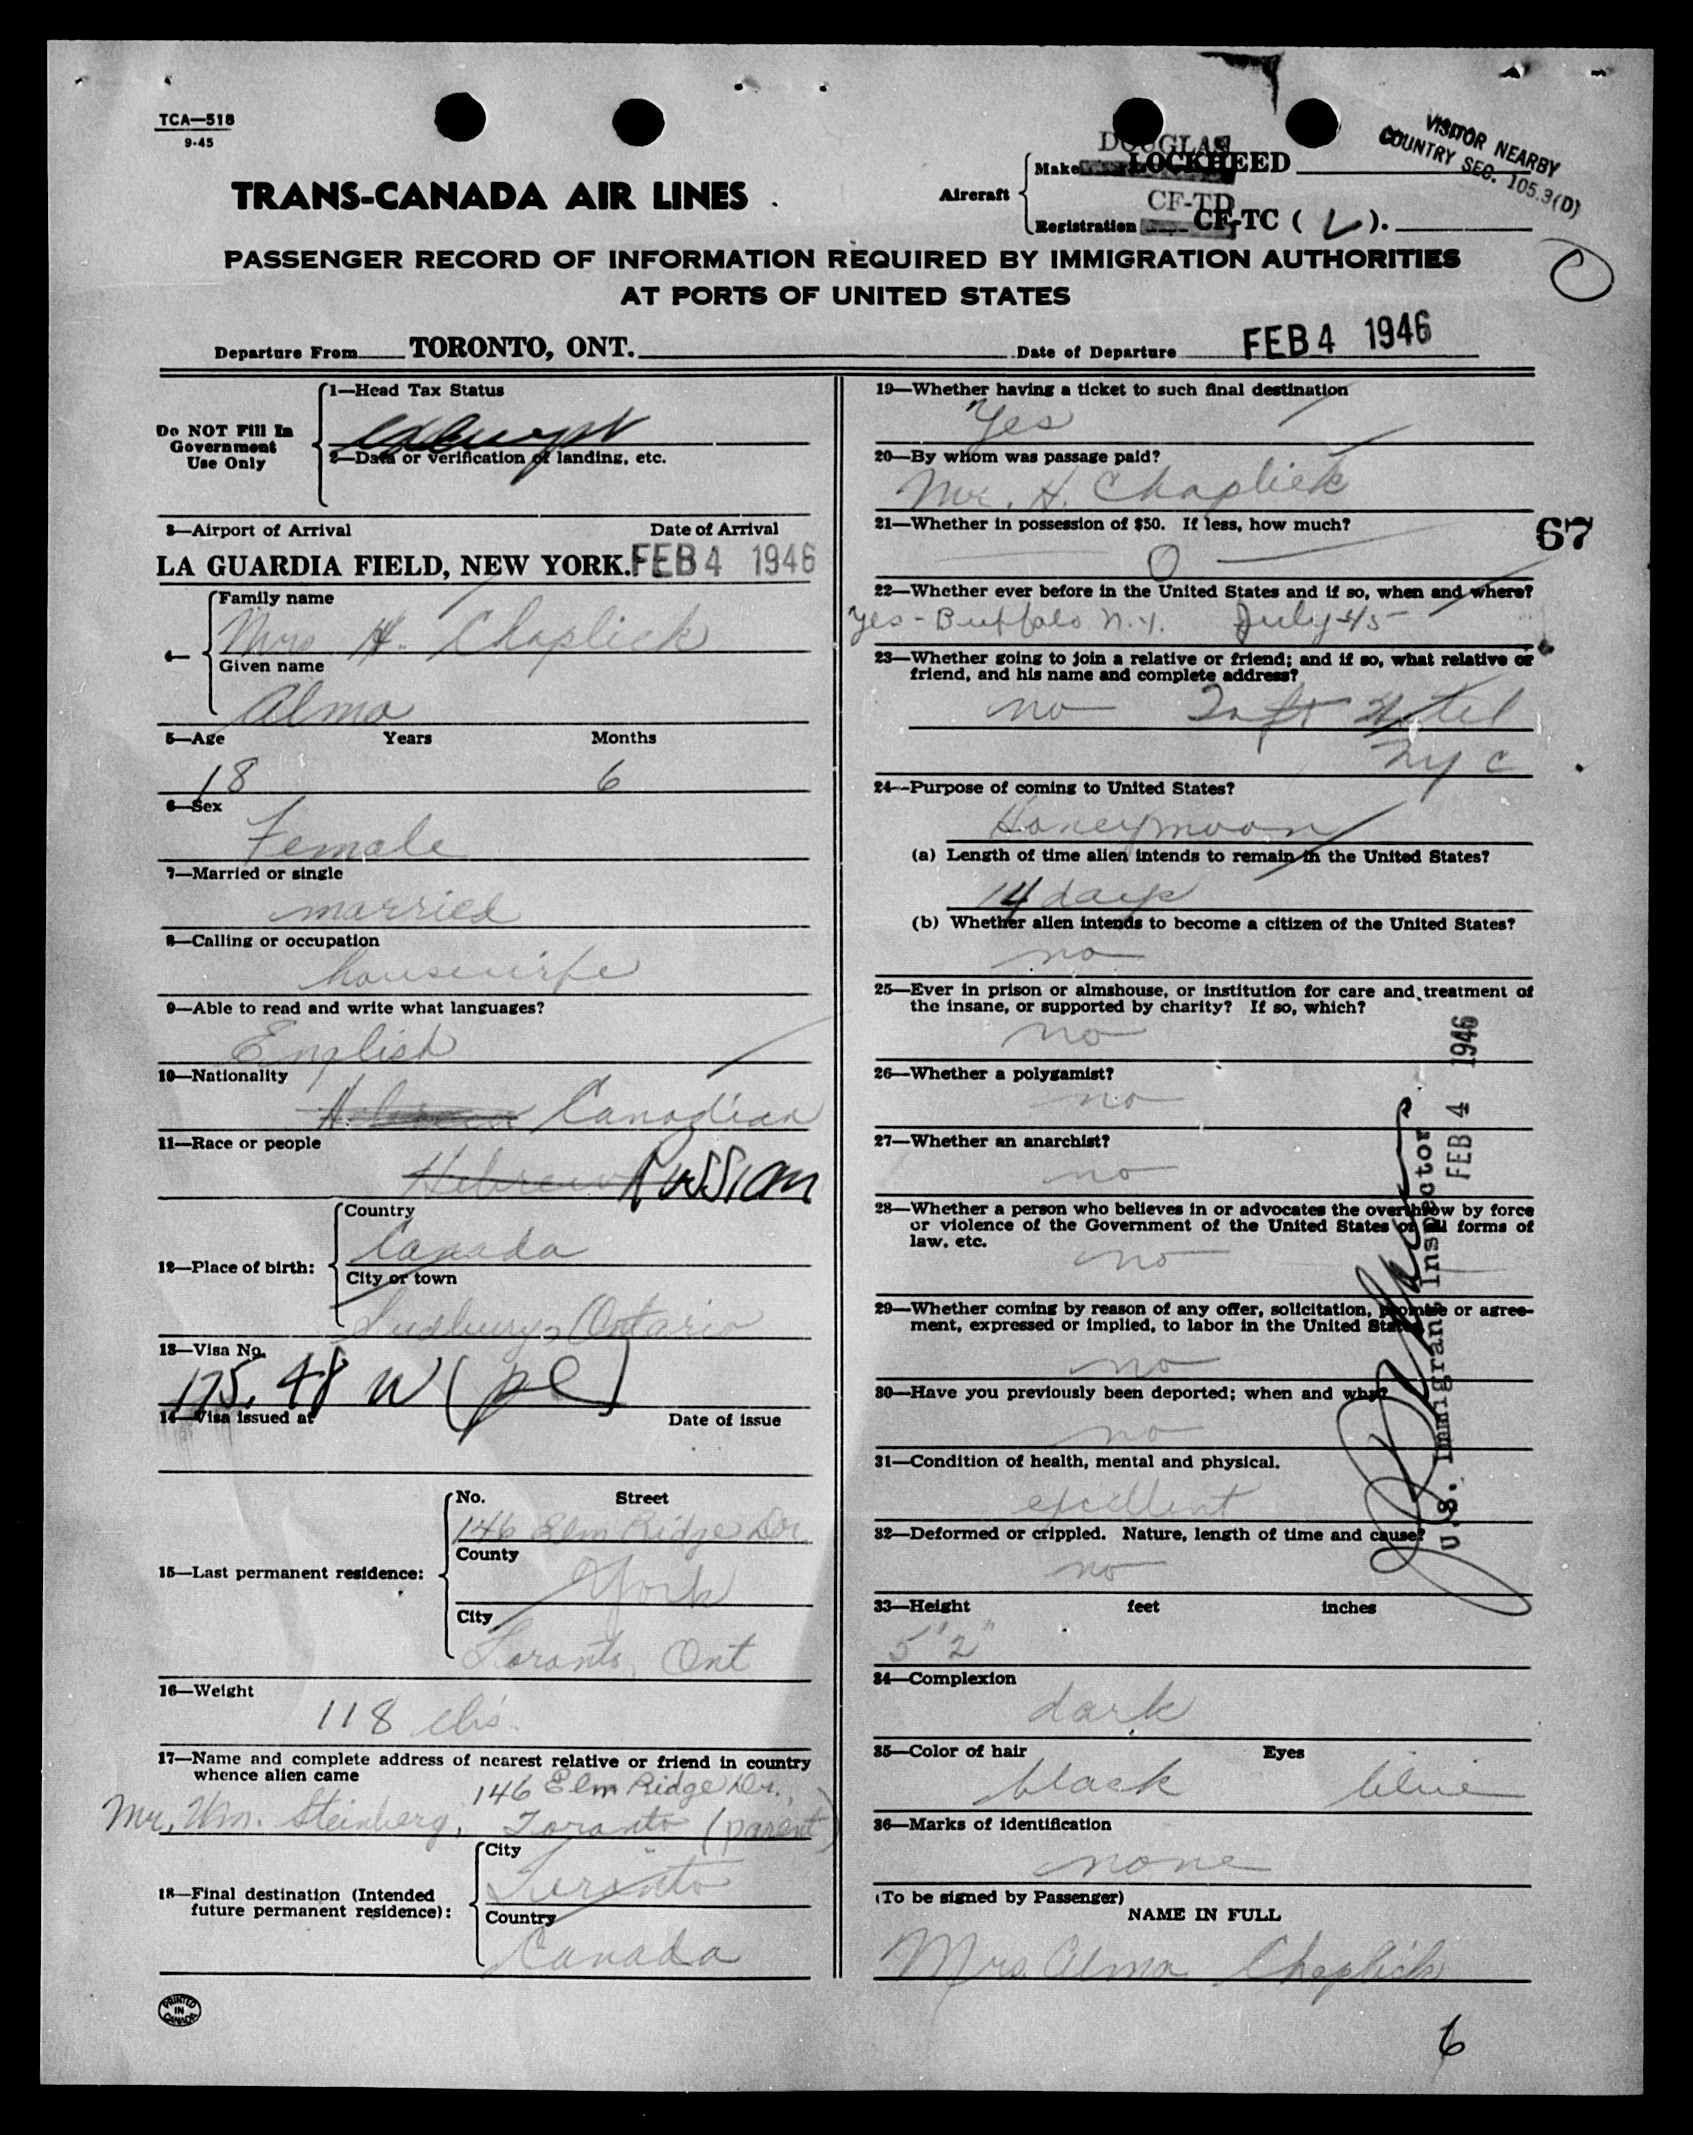 TCA—518
9-45
VISITOR NEARBY
COUNTRY SEC. 105.3(D)
TRANS-CANADA AIR LINES
Aircraft
DOUGLAS
Make LOCKHEED
CF-TD
Registration CF-TC ( L ).
PASSENGER RECORD OF INFORMATION REQUIRED BY IMMIGRATION AUTHORITIES
AT PORTS OF UNITED STATES
Departure From TORONTO, ONT. Date of Departure FEB 4 1946
Do NOT Fill In
Government
Use Only
1—Head Tax Status
exempt
2—Data or verification of landing, etc.
3—Airport of Arrival Date of Arrival
LA GUARDIA FIELD, NEW YORK. FEB 4 1946
4—
Family name
Mrs H. Chaplick
Given name
Alma
5—Age Years Months
18 6
6—Sex
Female
7—Married or single
married
8—Calling or occupation
housewife
9—Able to read and write what languages?
English
10—Nationality
Canadian
11—Race or people
Hebrew Russian
12—Place of birth:
Country
Canada
City or town
Sudbury, Ontario
13—Visa No.
175. 48 W (pe)
14—Visa issued at Date of issue
15—Last permanent residence:
No. Street
146 Elm Ridge Dr.
County
York
City
Toronto, Ont
16—Weight
118 lbs.
17—Name and complete address of nearest relative or friend in country
whence alien came
146 Elm Ridge Dr.,
Mr. Wm. Steinberg, Toronto (parent)
18—Final destination (Intended
future permanent residence):
City
Toronto
Country
Canada
PRINTED
IN
CANADA
19—Whether having a ticket to such final destination
Yes
20—By whom was passage paid?
Mr. H. Chaplick
21—Whether in possession of $50. If less, how much?
0
67
22—Whether ever before in the United States and if so, when and where?
Yes - Buffalo N.Y. July 45
23—Whether going to join a relative or friend; and if so, what relative or
friend, and his name and complete address?
no Taft Hotel
NYC
24—Purpose of coming to United States?
Honeymoon
(a) Length of time alien intends to remain in the United States?
14 days
(b) Whether alien intends to become a citizen of the United States?
no
25—Ever in prison or almshouse, or institution for care and treatment of
the insane, or supported by charity? If so, which?
no
26—Whether a polygamist?
no
27—Whether an anarchist?
no
28—Whether a person who believes in or advocates the overthrow by force
or violence of the Government of the United States or all forms of
law, etc.
no
29—Whether coming by reason of any offer, solicitation, promise or agree-
ment, expressed or implied, to labor in the United States
no
30—Have you previously been deported; when and why?
no
31—Condition of health, mental and physical.
excellent
32—Deformed or crippled. Nature, length of time and cause?
no
33—Height feet inches
5' 2"
34—Complexion
dark
35—Color of hair Eyes
black blue
36—Marks of identification
none
(To be signed by Passenger)
NAME IN FULL
Mrs. Alma Chaplick
U.S. Immigrant Inspector
FEB 4 1946
6